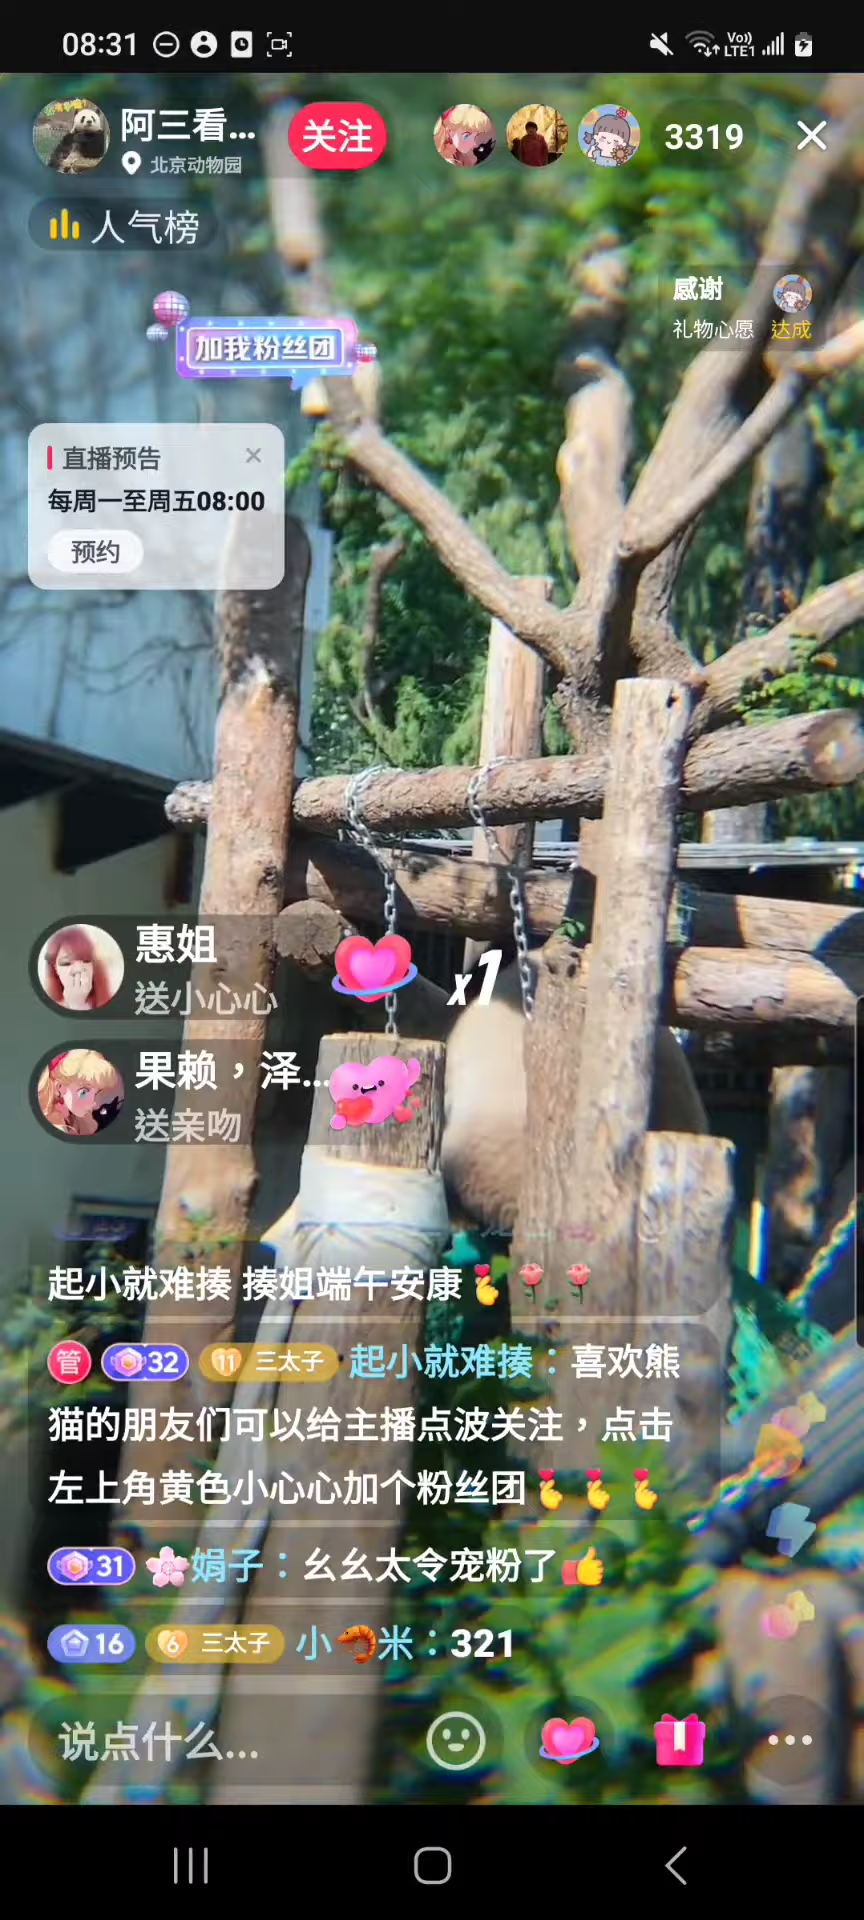 08:31
Vo)) LTE1
阿三看...
关注
3319
北京动物园
人气榜
感谢
礼物心愿 达成
加我粉丝团
直播预告
每周一至周五08:00
预约
惠姐
送小心心
x1
果赖，泽...
送亲吻
起小就难揍 揍姐端午安康🫰🌹🌹
管 32 11 三太子 起小就难揍：喜欢熊
猫的朋友们可以给主播点波关注，点击
左上角黄色小心心加个粉丝团🫰🫰🫰
31 🌸娟子：幺幺太令宠粉了👍
16 6 三太子 小🦐米：321
说点什么...